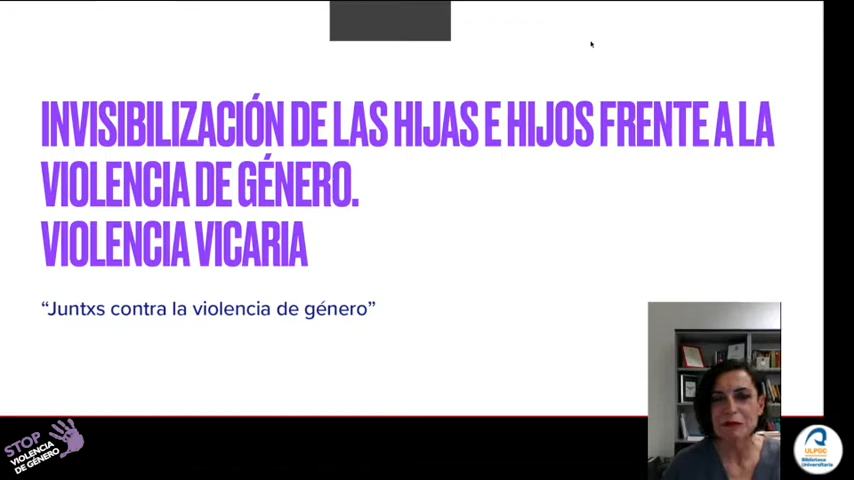 INVISIBILIZACIÓN DE LAS HIJAS E HIJOS FRENTE A LA
VIOLENCIA DE GÉNERO.
VIOLENCIA VICARIA
“Juntxs contra la violencia de género”
STOP
VIOLENCIA
DE GÉNERO
ULPGC
Biblioteca
Universitaria